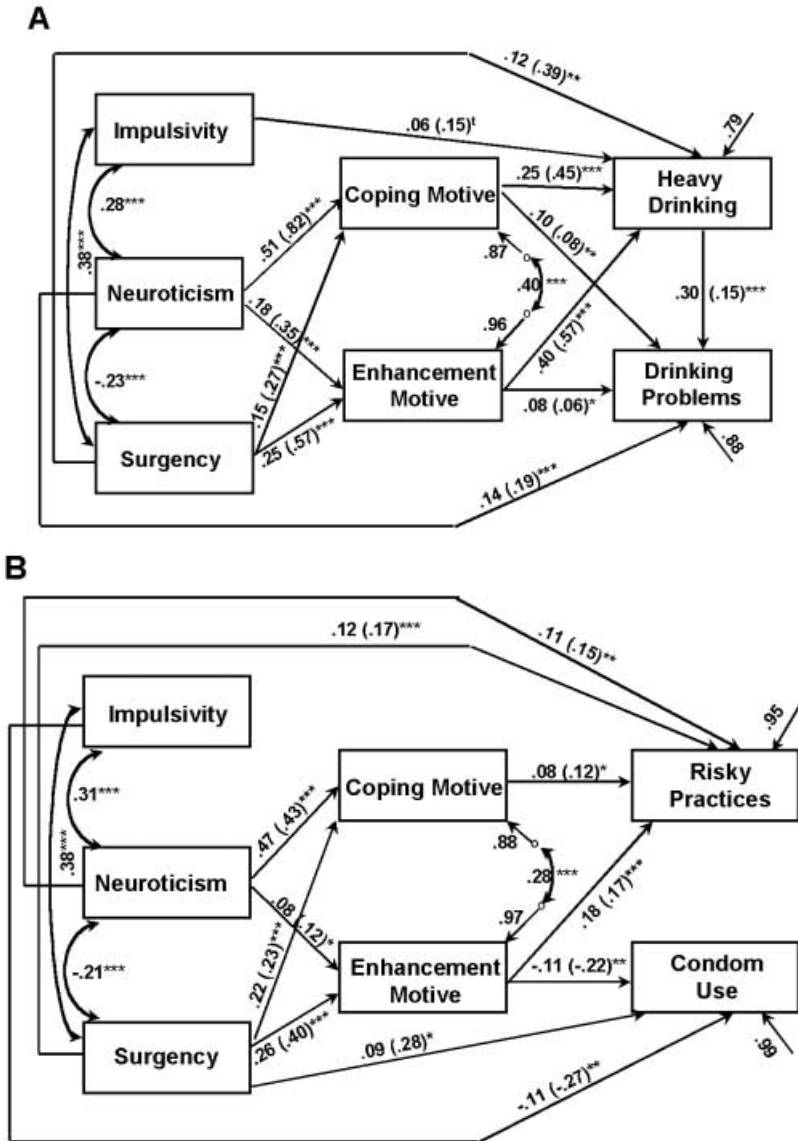 A
.12 (.39)**
.79
Impulsivity
.06 (.15)ᵗ
Coping Motive
.25 (.45)***
Heavy
Drinking
.28***
.38***
.51 (.82)***
.10 (.08)**
.87
.40 ***
.30 (.15)***
Neuroticism
.18 (.35)***
.96
.40 (.57)***
-.23***
.15 (.27)***
Enhancement
Motive
.08 (.06)*
Drinking
Problems
Surgency
.25 (.57)***
.88
.14 (.19)***
B
.12 (.17)***
.11 (.15)**
.95
Impulsivity
Coping Motive
.08 (.12)*
Risky
Practices
.31***
.38***
.47 (.43)***
.88
.28 ***
Neuroticism
.08 (.12)*
.97
.18 (.17)***
-.21***
.22 (.23)***
Enhancement
Motive
-.11 (-.22)**
Condom
Use
Surgency
.26 (.40)***
.09 (.28)*
.99
-.11 (-.27)**